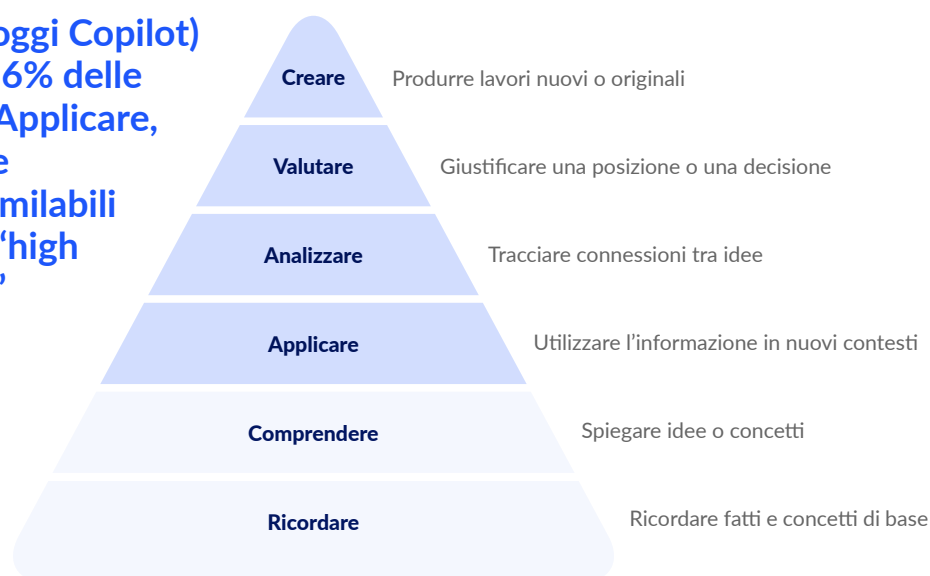 oggi Copilot)
6% delle
Applicare,
e
milabili
“high
”
Creare
Produrre lavori nuovi o originali
Valutare
Giustificare una posizione o una decisione
Analizzare
Tracciare connessioni tra idee
Applicare
Utilizzare l’informazione in nuovi contesti
Comprendere
Spiegare idee o concetti
Ricordare
Ricordare fatti e concetti di base